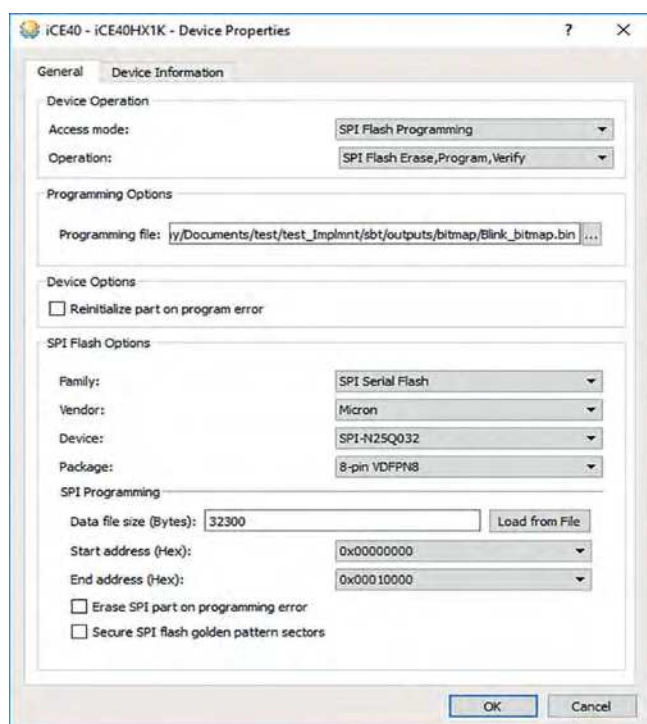 iCE40 - iCE40HX1K - Device Properties ? ×
General Device Information
Device Operation
Access mode: SPI Flash Programming
Operation: SPI Flash Erase,Program,Verify
Programming Options
Programming file: y/Documents/test/test_Implmnt/sbt/outputs/bitmap/Blink_bitmap.bin ...
Device Options
Reinitialize part on program error
SPI Flash Options
Family: SPI Serial Flash
Vendor: Micron
Device: SPI-N25Q032
Package: 8-pin VDFPN8
SPI Programming
Data file size (Bytes): 32300 Load from File
Start address (Hex): 0x00000000
End address (Hex): 0x00010000
Erase SPI part on programming error
Secure SPI flash golden pattern sectors
OK Cancel